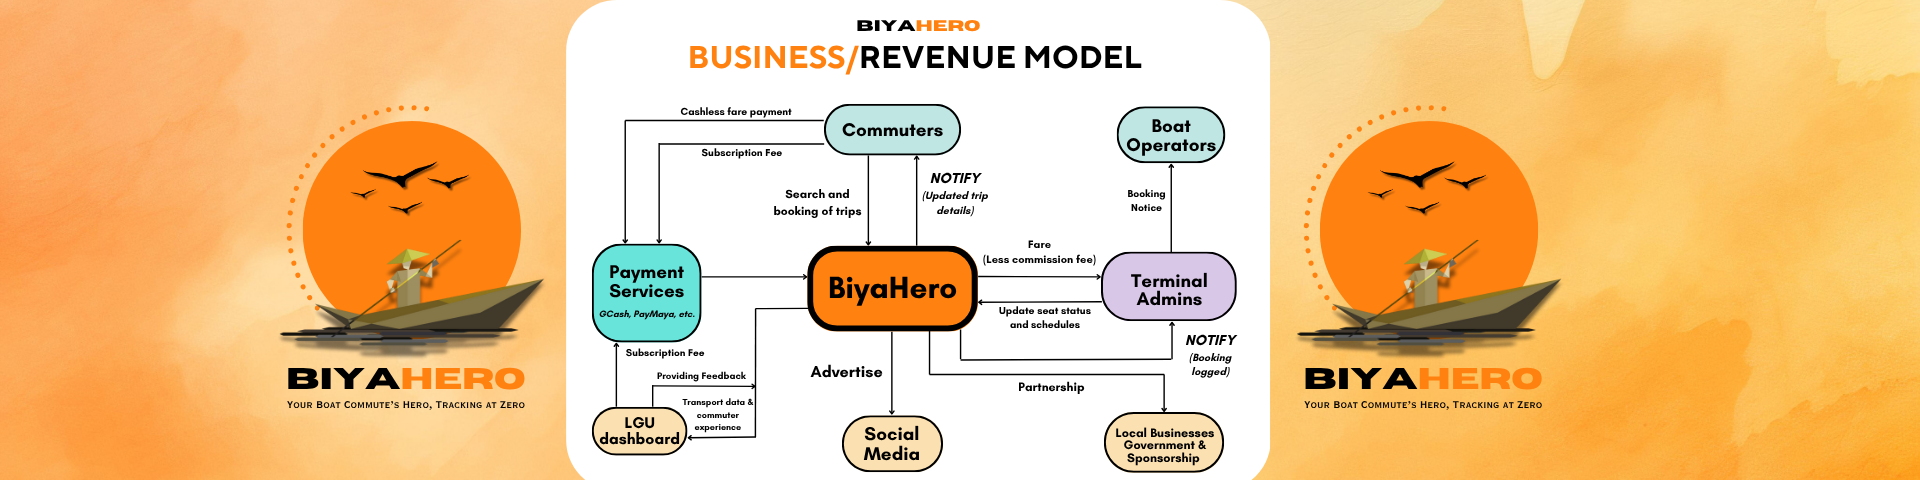 BIYAHERO
BUSINESS/REVENUE MODEL
Cashless fare payment
Commuters
Boat
Operators
Subscription Fee
Search and
booking of trips
NOTIFY
(Updated trip
details)
Booking
Notice
Payment
Services
GCash, PayMaya, etc.
BiyaHero
Fare
(Less commission fee)
Terminal
Admins
Update seat status
and schedules
NOTIFY
(Booking
logged)
Subscription Fee
Providing Feedback
Transport data &
commuter
experience
Advertise
Partnership
LGU
dashboard
Social
Media
Local Businesses
Government &
Sponsorship
BIYAHERO
YOUR BOAT COMMUTE'S HERO, TRACKING AT ZERO
BIYAHERO
YOUR BOAT COMMUTE'S HERO, TRACKING AT ZERO